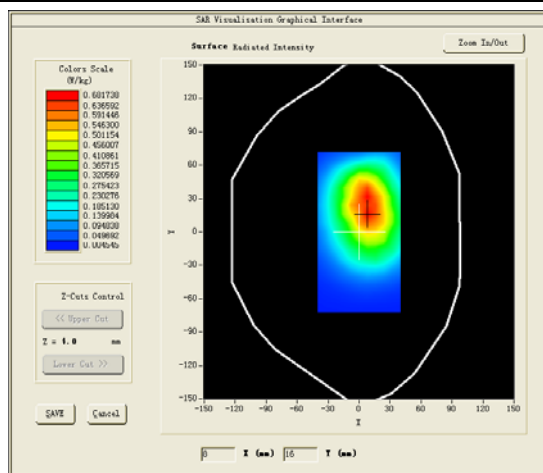 SAR Visualisation Graphical Interface
Surface Radiated Intensity
Zoom In/Out
Colors Scale
(W/kg)
0.681738
0.636592
0.591446
0.546300
0.501154
0.456007
0.410861
0.365715
0.320569
0.275423
0.230276
0.185130
0.139984
0.094838
0.049692
0.004545
150
120
90
60
30
0
-30
-60
-90
-120
-150
Y
-150 -120 -90 -60 -30 0 30 60 90 120 150
X
Z-Cuts Control
<< Upper Cut
Z = 4.0 mm
Lower Cut >>
SAVE
Cancel
8 X (mm) 16 Y (mm)